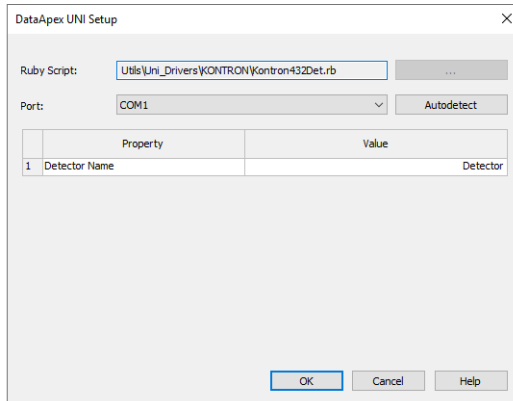 DataApex UNI Setup
Ruby Script: Utils\Uni_Drivers\KONTRON\Kontron432Det.rb ...
Port: COM1 Autodetect
Property Value
1 Detector Name Detector
OK Cancel Help